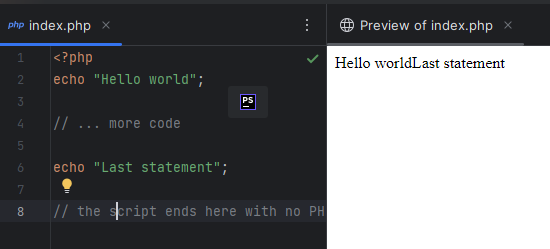 php index.php
Preview of index.php
1 <?php
2 echo "Hello world";
3
4 // ... more code
5
6 echo "Last statement";
7
8 // the script ends here with no PH
PS
Hello worldLast statement